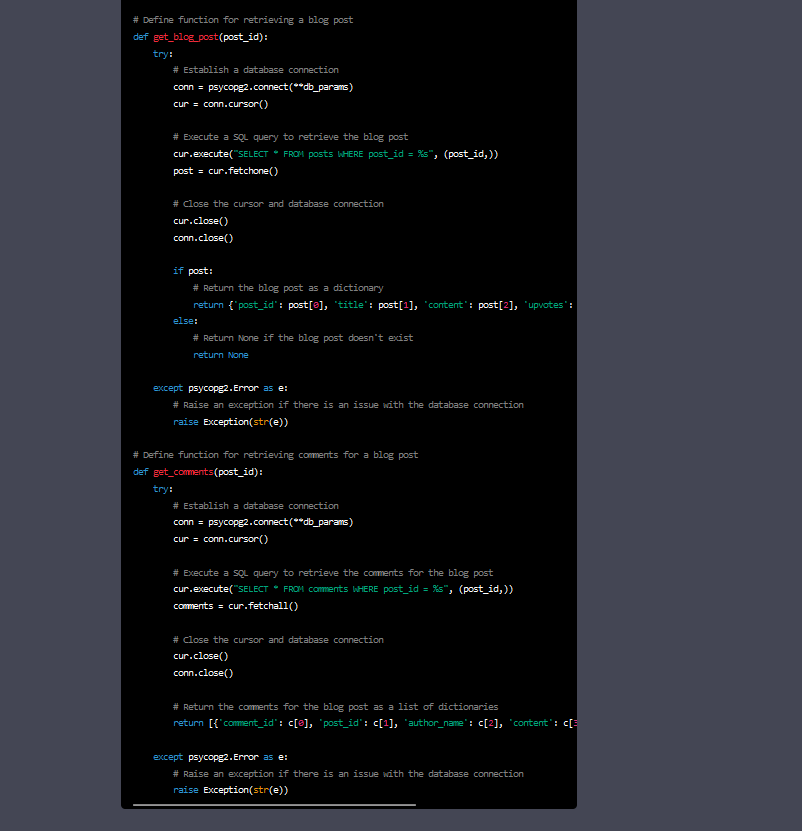 # Define function for retrieving a blog post
def get_blog_post(post_id):
    try:
        # Establish a database connection
        conn = psycopg2.connect(**db_params)
        cur = conn.cursor()

        # Execute a SQL query to retrieve the blog post
        cur.execute("SELECT * FROM posts WHERE post_id = %s", (post_id,))
        post = cur.fetchone()

        # Close the cursor and database connection
        cur.close()
        conn.close()

        if post:
            # Return the blog post as a dictionary
            return {'post_id': post[0], 'title': post[1], 'content': post[2], 'upvotes':
        else:
            # Return None if the blog post doesn't exist
            return None

    except psycopg2.Error as e:
        # Raise an exception if there is an issue with the database connection
        raise Exception(str(e))

# Define function for retrieving comments for a blog post
def get_comments(post_id):
    try:
        # Establish a database connection
        conn = psycopg2.connect(**db_params)
        cur = conn.cursor()

        # Execute a SQL query to retrieve the comments for the blog post
        cur.execute("SELECT * FROM comments WHERE post_id = %s", (post_id,))
        comments = cur.fetchall()

        # Close the cursor and database connection
        cur.close()
        conn.close()

        # Return the comments for the blog post as a list of dictionaries
        return [{'comment_id': c[0], 'post_id': c[1], 'author_name': c[2], 'content': c[3

    except psycopg2.Error as e:
        # Raise an exception if there is an issue with the database connection
        raise Exception(str(e))